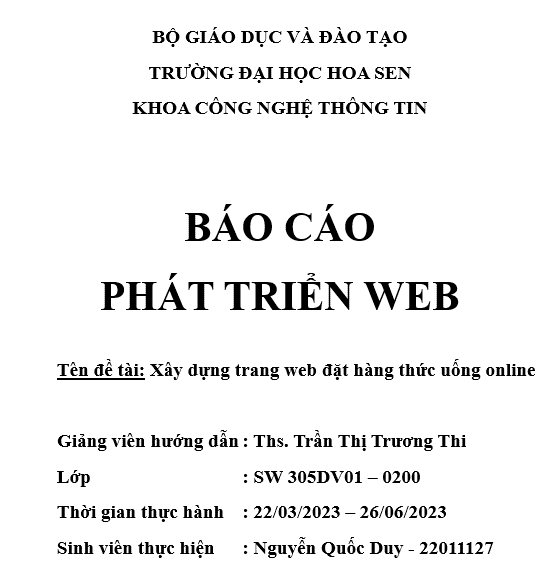 BỘ GIÁO DỤC VÀ ĐÀO TẠO
TRƯỜNG ĐẠI HỌC HOA SEN
KHOA CÔNG NGHỆ THÔNG TIN
BÁO CÁO
PHÁT TRIỂN WEB
Tên đề tài: Xây dựng trang web đặt hàng thức uống online
Giảng viên hướng dẫn : Ths. Trần Thị Trương Thi
Lớp : SW 305DV01 – 0200
Thời gian thực hành : 22/03/2023 – 26/06/2023
Sinh viên thực hiện : Nguyễn Quốc Duy - 22011127